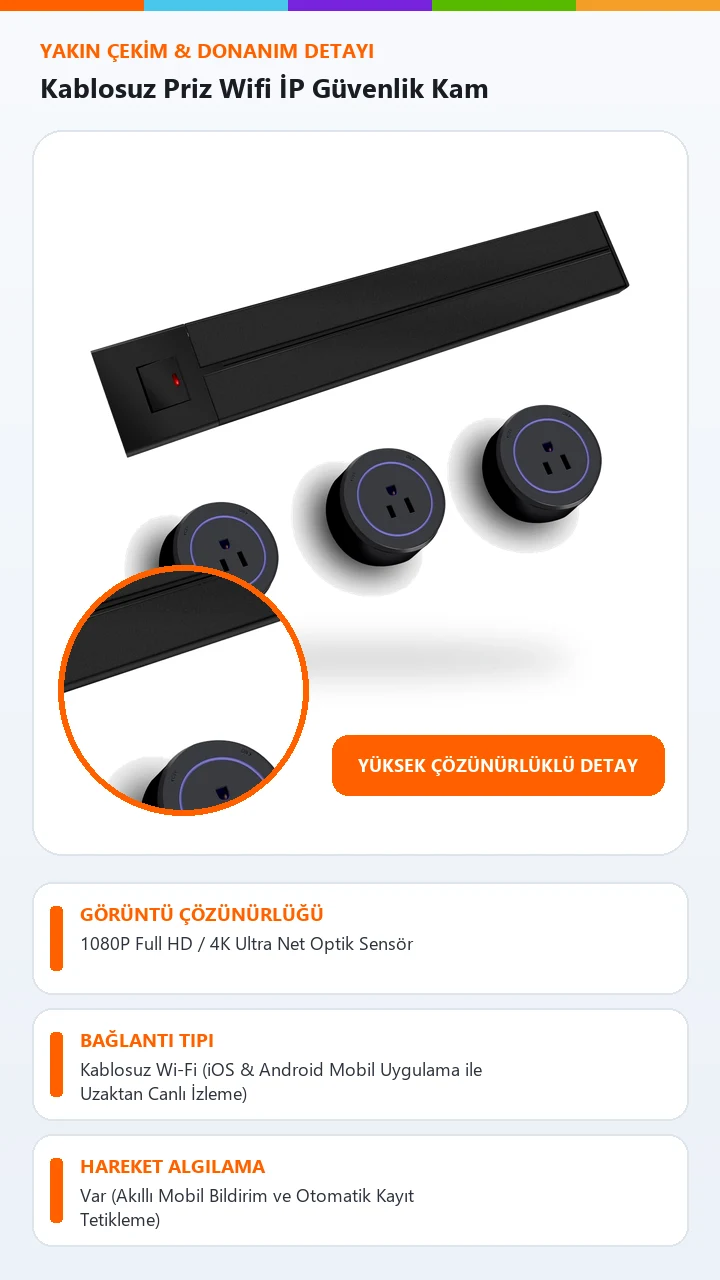 YAKIN ÇEKİM & DONANIM DETAYI
Kablosuz Priz Wifi İP Güvenlik Kam
YÜKSEK ÇÖZÜNÜRLÜKLÜ DETAY
GÖRÜNTÜ ÇÖZÜNÜRLÜĞÜ
1080P Full HD / 4K Ultra Net Optik Sensör
BAĞLANTI TIPI
Kablosuz Wi-Fi (iOS & Android Mobil Uygulama ile
Uzaktan Canlı İzleme)
HAREKET ALGILAMA
Var (Akıllı Mobil Bildirim ve Otomatik Kayıt
Tetikleme)